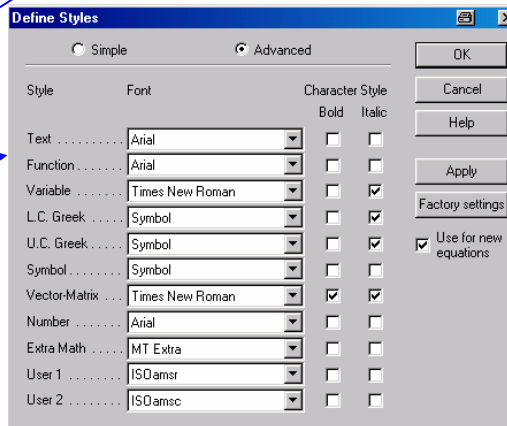 Define Styles
Simple Advanced OK
Style Font Character Style Cancel
Bold Italic Help
Text .......... Arial
Function ....... Arial Apply
Variable ....... Times New Roman
L.C. Greek ..... Symbol Factory settings
U.C. Greek ..... Symbol Use for new equations
Symbol ........ Symbol
Vector-Matrix ... Times New Roman
Number ....... Arial
Extra Math ..... MT Extra
User 1 ........ ISOamsr
User 2 ........ ISOamsc